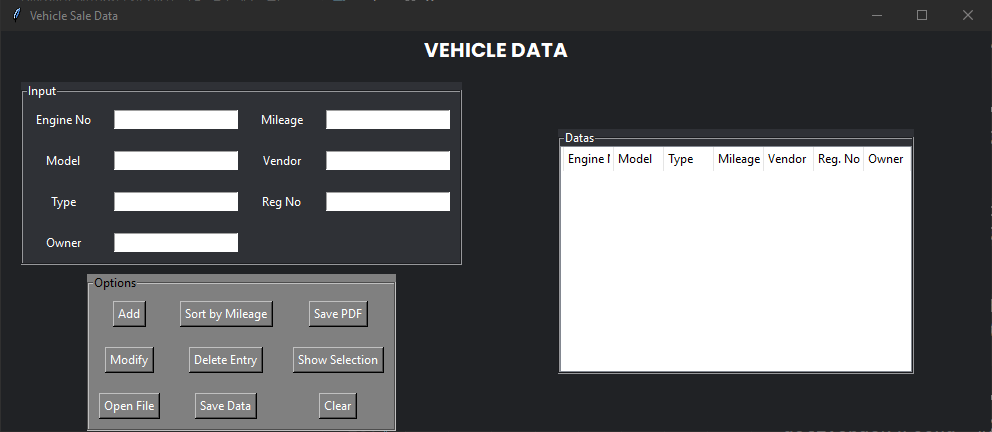 Vehicle Sale Data
VEHICLE DATA
Input
Engine No Mileage
Model Vendor
Type Reg No
Owner
Options
Add Sort by Mileage Save PDF
Modify Delete Entry Show Selection
Open File Save Data Clear
Datas
Engine Model Type Mileage Vendor Reg. No Owner